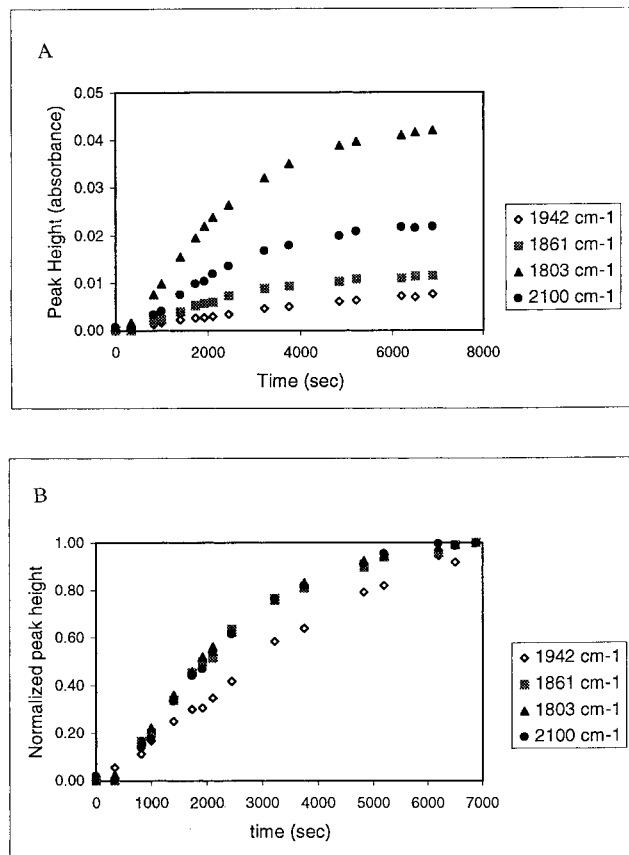 A
Peak Height (absorbance)
0.05
0.04
0.03
0.02
0.01
0.00
0 2000 4000 6000 8000
Time (sec)
1942 cm-1
1861 cm-1
1803 cm-1
2100 cm-1
B
Normalized peak height
1.00
0.80
0.60
0.40
0.20
0.00
0 1000 2000 3000 4000 5000 6000 7000
time (sec)
1942 cm-1
1861 cm-1
1803 cm-1
2100 cm-1